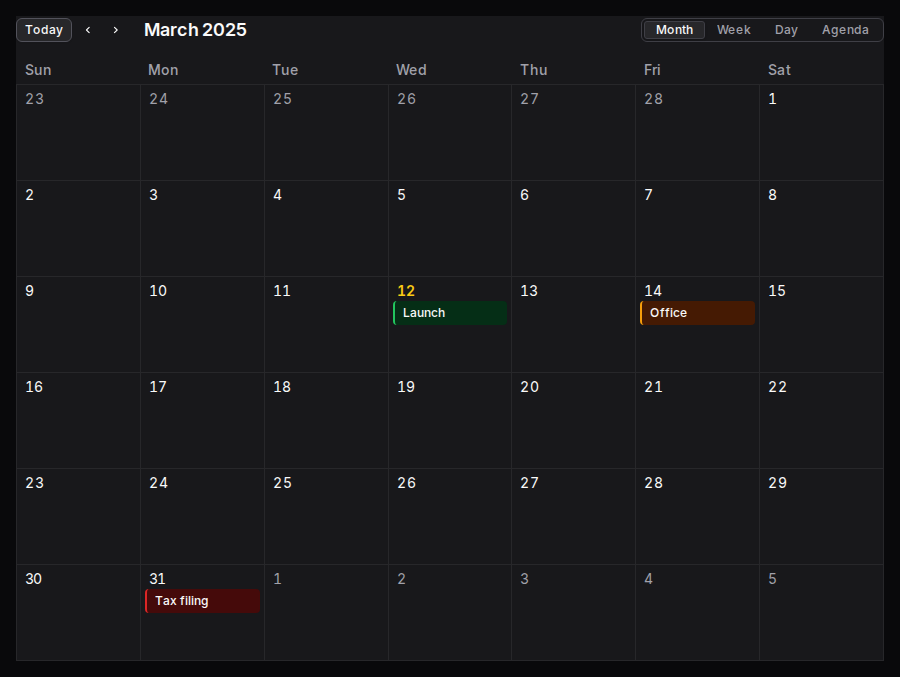 Today ‹ › March 2025 Month Week Day Agenda
Sun Mon Tue Wed Thu Fri Sat
23 24 25 26 27 28 1
2 3 4 5 6 7 8
9 10 11 12 13 14 15
Launch Office
16 17 18 19 20 21 22
23 24 25 26 27 28 29
30 31 1 2 3 4 5
Tax filing